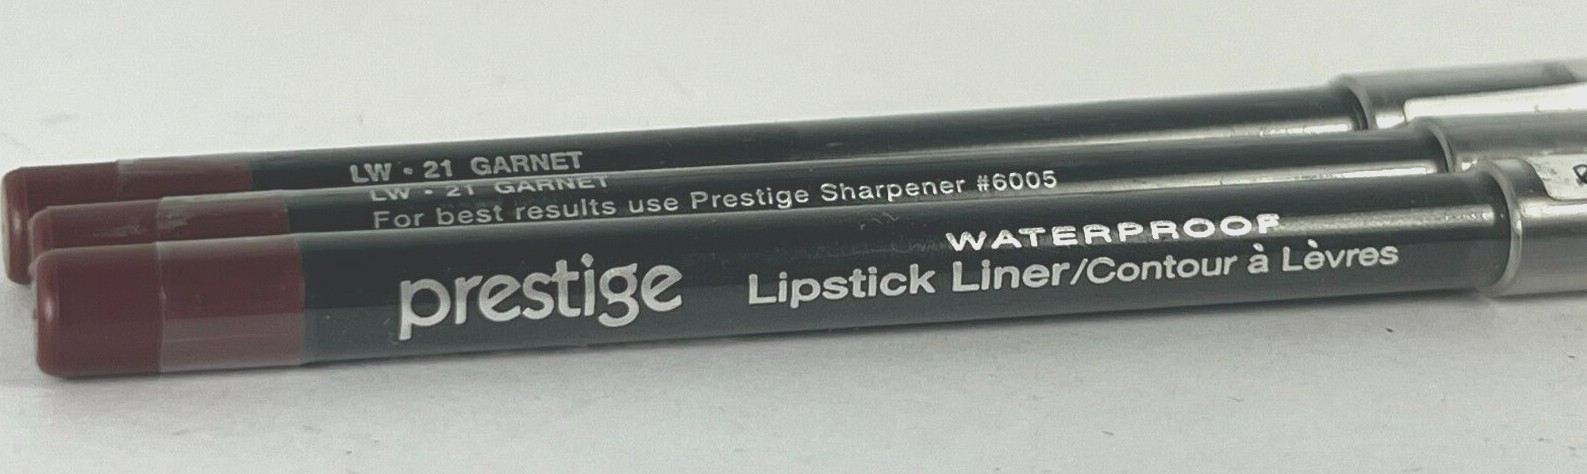 LW - 21 GARNET
LW - 21 GARNET
For best results use Prestige Sharpener #6005
WATERPROOF
prestige Lipstick Liner/Contour à Lèvres